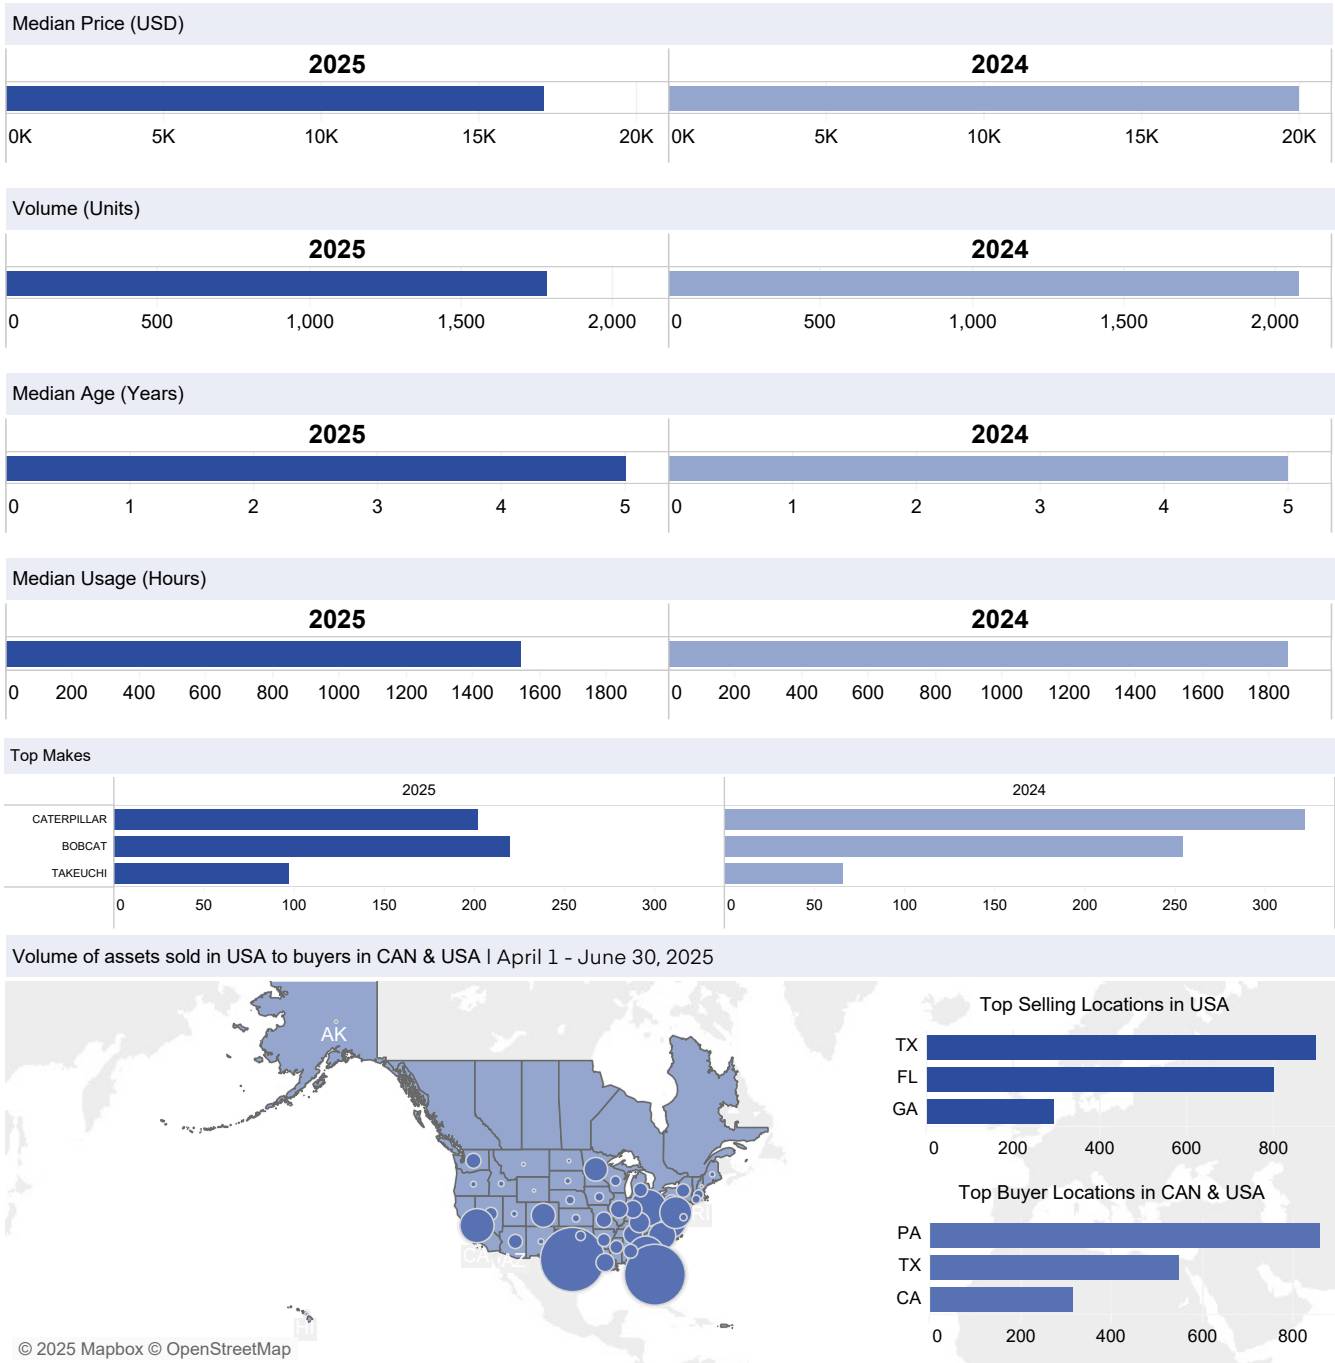 Median Price (USD)
2025 2024
0K 5K 10K 15K 20K 0K 5K 10K 15K 20K
Volume (Units)
2025 2024
0 500 1,000 1,500 2,000 0 500 1,000 1,500 2,000
Median Age (Years)
2025 2024
0 1 2 3 4 5 0 1 2 3 4 5
Median Usage (Hours)
2025 2024
0 200 400 600 800 1000 1200 1400 1600 1800 0 200 400 600 800 1000 1200 1400 1600 1800
Top Makes
2025 2024
CATERPILLAR
BOBCAT
TAKEUCHI
0 50 100 150 200 250 300 0 50 100 150 200 250 300
Volume of assets sold in USA to buyers in CAN & USA | April 1 - June 30, 2025
AK
RI
CA AZ
HI
© 2025 Mapbox © OpenStreetMap
Top Selling Locations in USA
TX
FL
GA
0 200 400 600 800
Top Buyer Locations in CAN & USA
PA
TX
CA
0 200 400 600 800